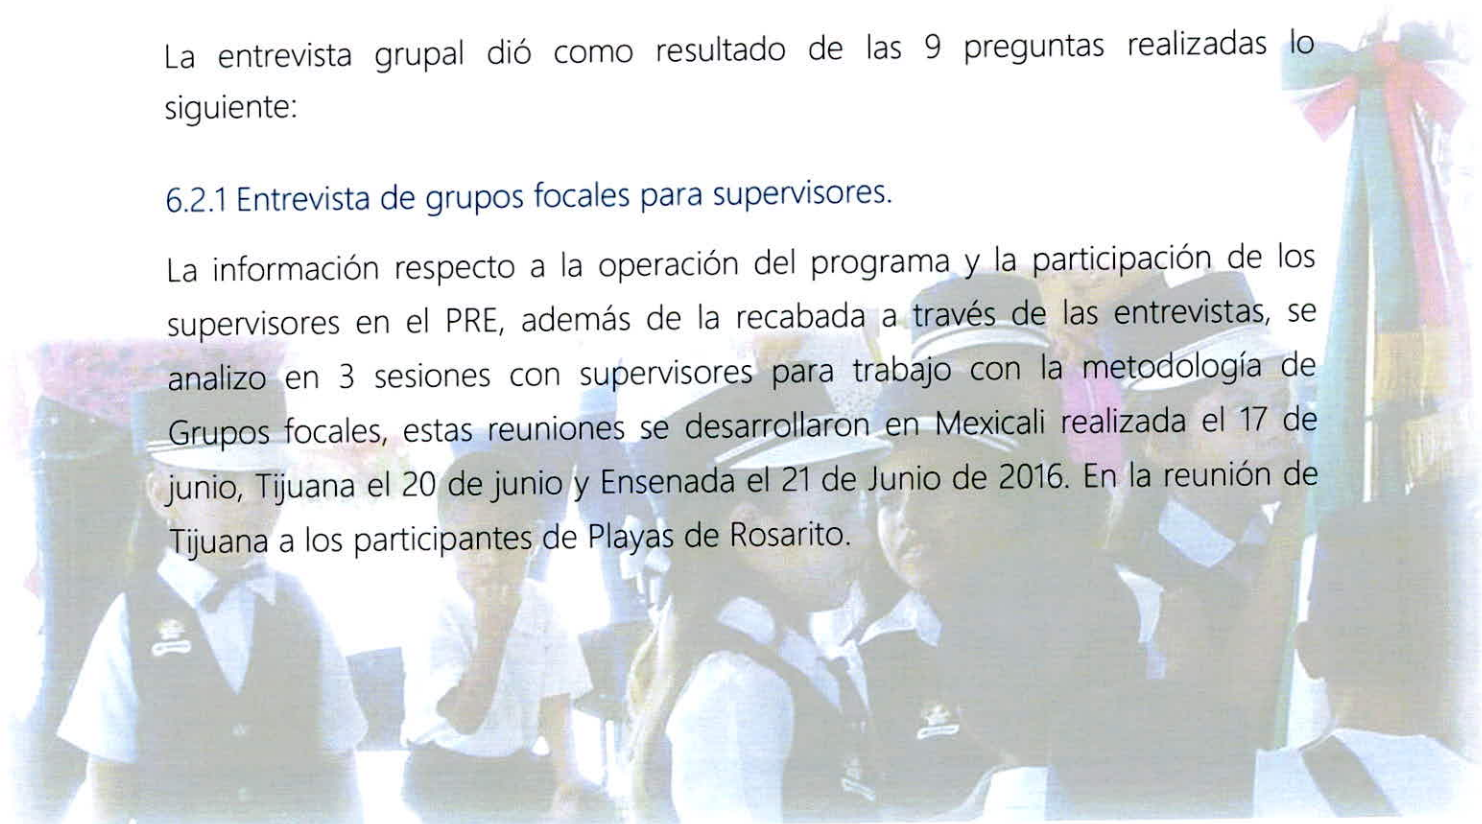 La entrevista grupal dió como resultado de las 9 preguntas realizadas lo
siguiente:
6.2.1 Entrevista de grupos focales para supervisores.
La información respecto a la operación del programa y la participación de los
supervisores en el PRE, además de la recabada a través de las entrevistas, se
analizo en 3 sesiones con supervisores para trabajo con la metodología de
Grupos focales, estas reuniones se desarrollaron en Mexicali realizada el 17 de
junio, Tijuana el 20 de junio y Ensenada el 21 de Junio de 2016. En la reunión de
Tijuana a los participantes de Playas de Rosarito.